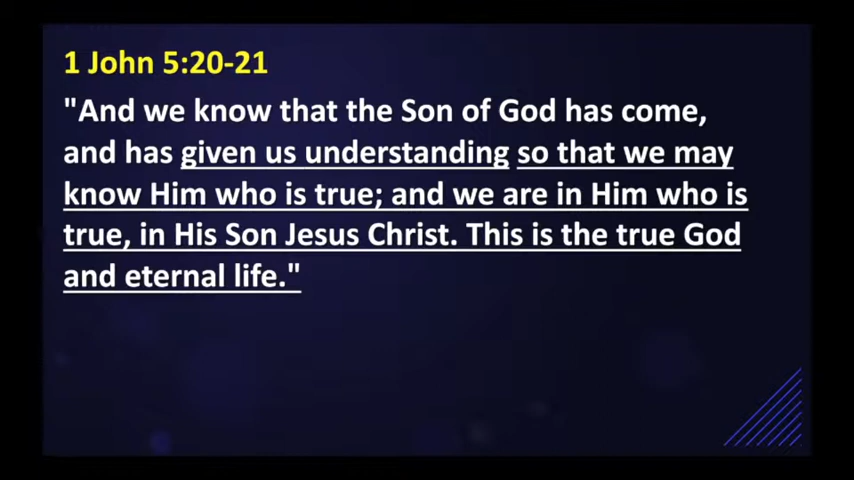 1 John 5:20-21
"And we know that the Son of God has come,
and has given us understanding so that we may
know Him who is true; and we are in Him who is
true, in His Son Jesus Christ. This is the true God
and eternal life."